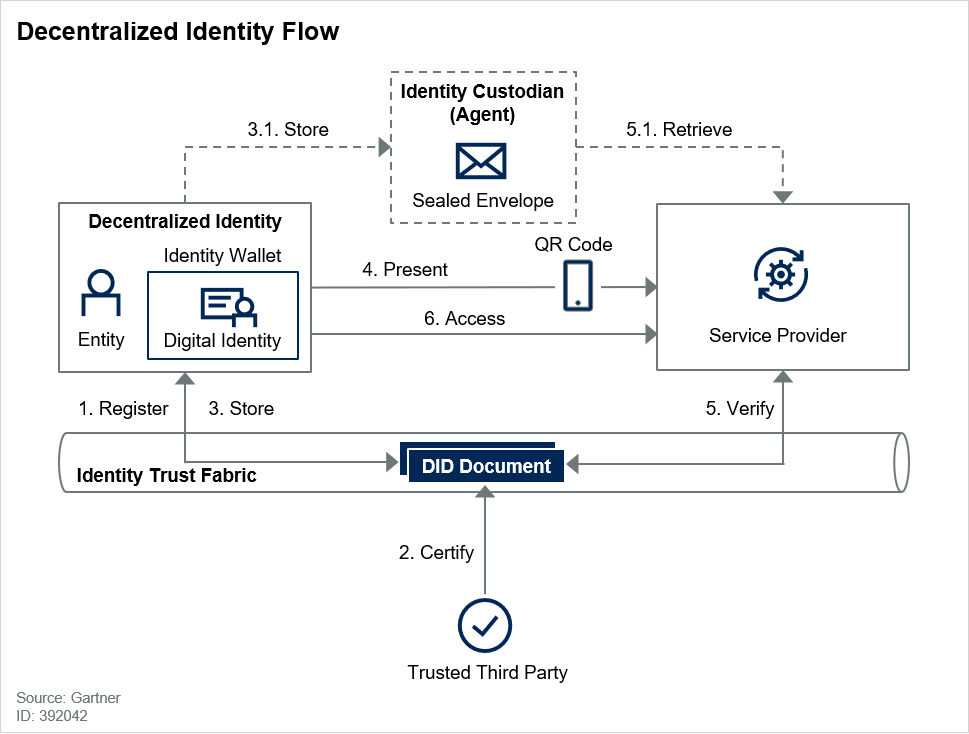 Decentralized Identity Flow
Identity Custodian
(Agent)
3.1. Store
5.1. Retrieve
Sealed Envelope
Decentralized Identity
QR Code
Identity Wallet
4. Present
6. Access
Entity
Digital Identity
Service Provider
1. Register
3. Store
5. Verify
DID Document
Identity Trust Fabric
2. Certify
Trusted Third Party
Source: Gartner
ID: 392042